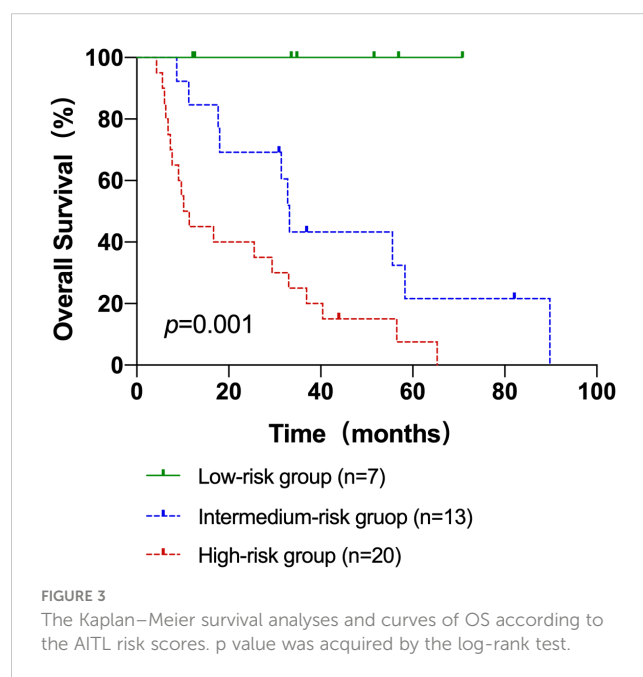 100
80
60
40
20
0
Overall Survival (%)
p=0.001
0 20 40 60 80 100
Time (months)
Low-risk group (n=7)
Intermedium-risk gruop (n=13)
High-risk group (n=20)
FIGURE 3
The Kaplan–Meier survival analyses and curves of OS according to
the AITL risk scores. p value was acquired by the log-rank test.